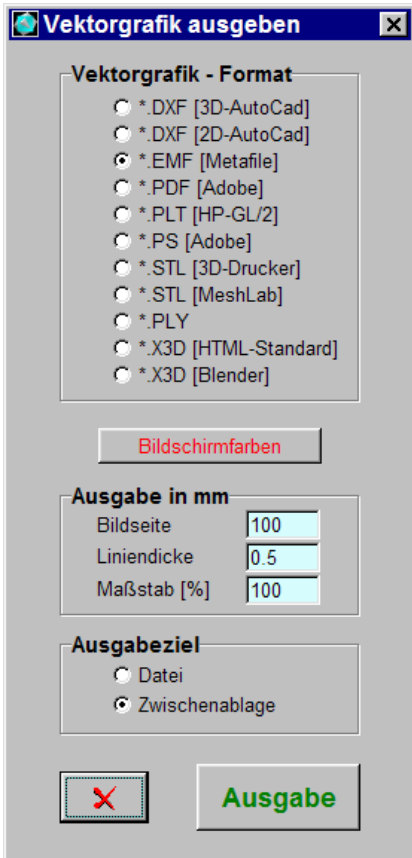 Vektorgrafik ausgeben
Vektorgrafik - Format
*.DXF [3D-AutoCad]
*.DXF [2D-AutoCad]
*.EMF [Metafile]
*.PDF [Adobe]
*.PLT [HP-GL/2]
*.PS [Adobe]
*.STL [3D-Drucker]
*.STL [MeshLab]
*.PLY
*.X3D [HTML-Standard]
*.X3D [Blender]
Bildschirmfarben
Ausgabe in mm
Bildseite 100
Liniendicke 0.5
Maßstab [%] 100
Ausgabeziel
Datei
Zwischenablage
Ausgabe